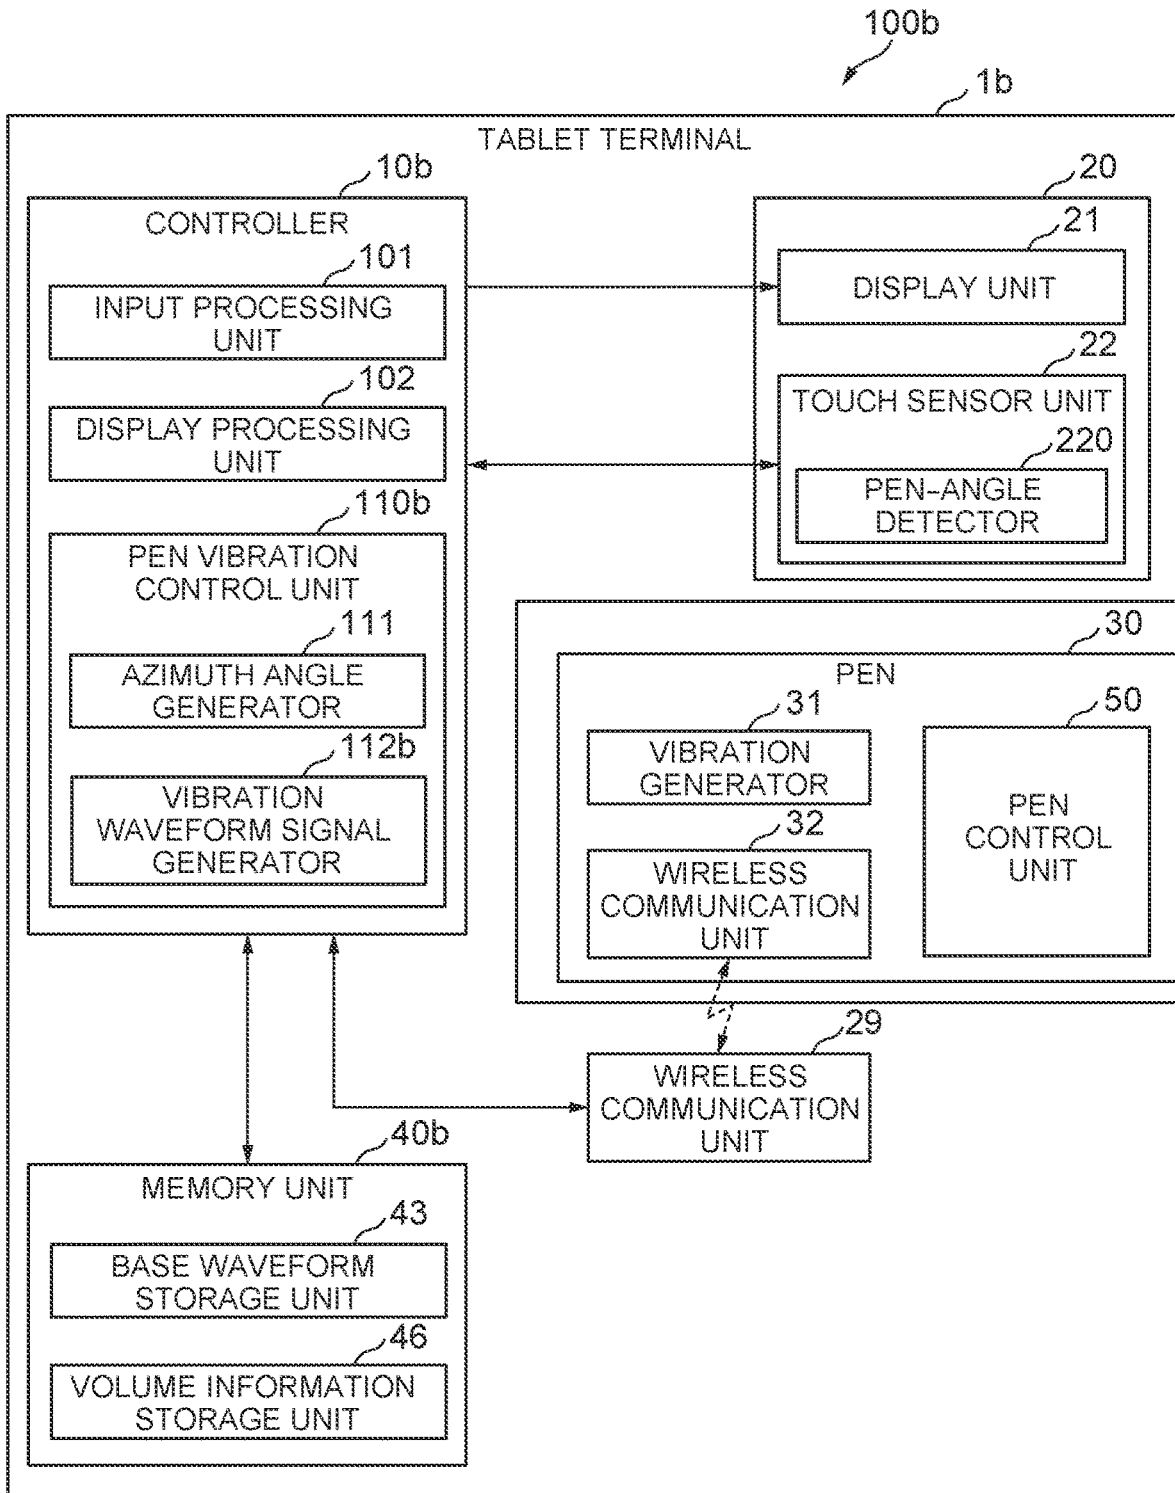 100b
1b
TABLET TERMINAL
10b
CONTROLLER
101
INPUT PROCESSING
UNIT
102
DISPLAY PROCESSING
UNIT
110b
PEN VIBRATION
CONTROL UNIT
111
AZIMUTH ANGLE
GENERATOR
112b
VIBRATION
WAVEFORM SIGNAL
GENERATOR
20
21
DISPLAY UNIT
22
TOUCH SENSOR UNIT
220
PEN-ANGLE
DETECTOR
30
PEN
31
VIBRATION
GENERATOR
32
WIRELESS
COMMUNICATION
UNIT
50
PEN
CONTROL
UNIT
29
WIRELESS
COMMUNICATION
UNIT
40b
MEMORY UNIT
43
BASE WAVEFORM
STORAGE UNIT
46
VOLUME INFORMATION
STORAGE UNIT